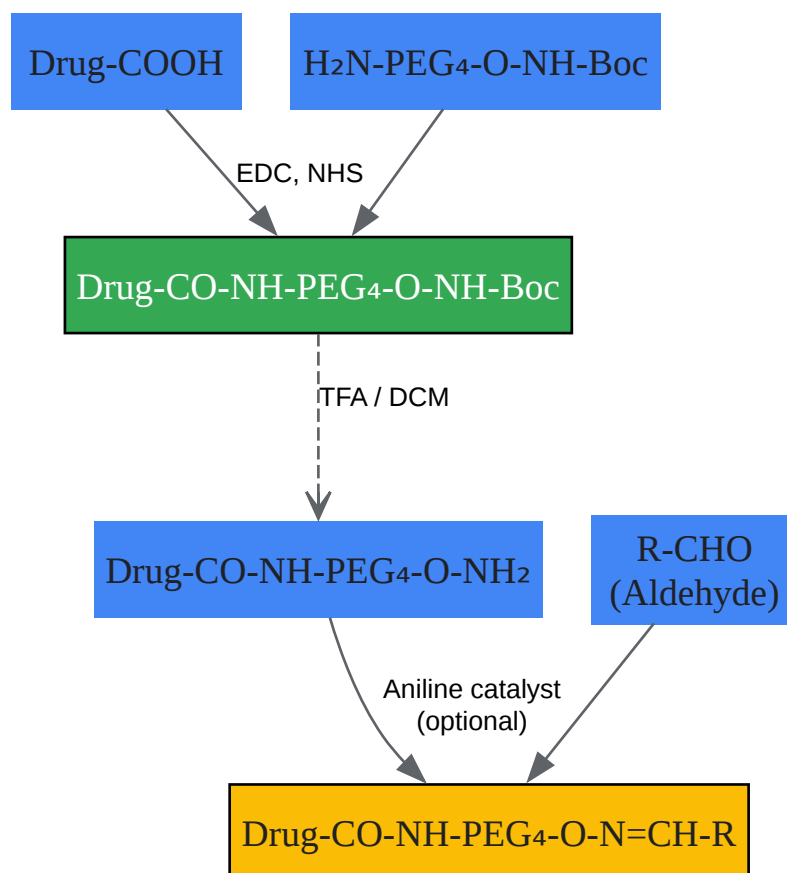 Drug-COOH
H₂N-PEG₄-O-NH-Boc
EDC, NHS
Drug-CO-NH-PEG₄-O-NH-Boc
TFA / DCM
Drug-CO-NH-PEG₄-O-NH₂
R-CHO
(Aldehyde)
Aniline catalyst
(optional)
Drug-CO-NH-PEG₄-O-N=CH-R